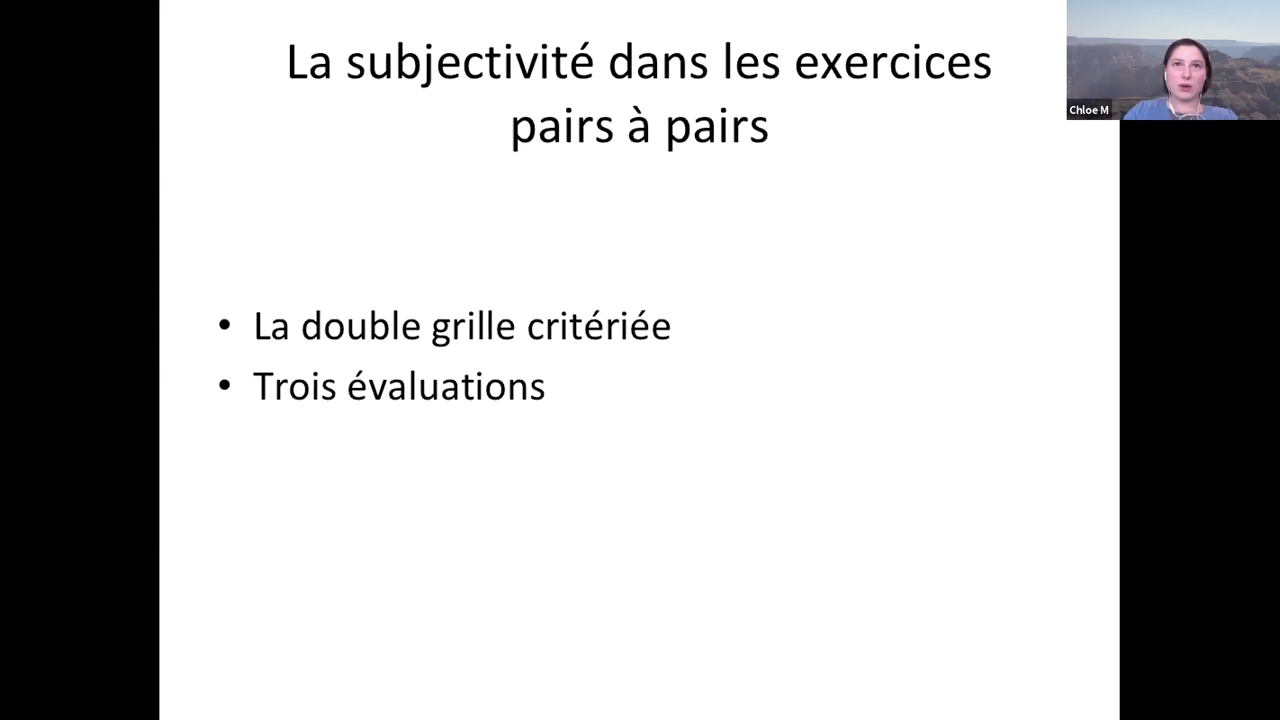 La subjectivité dans les exercices
pairs à pairs
Chloe M
• La double grille critériée
• Trois évaluations